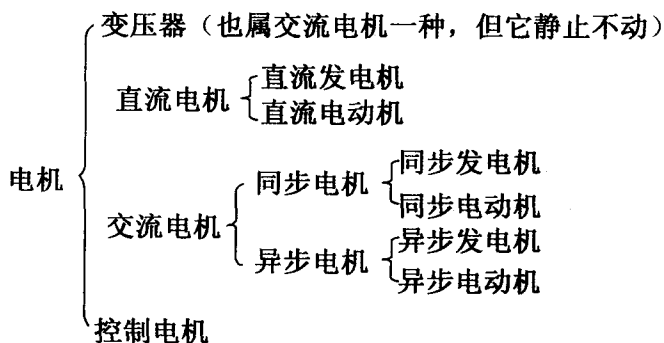 变压器（也属交流电机一种，但它静止不动）
直流发电机
直流电机
直流电动机
同步发电机
电机
同步电机
同步电动机
交流电机
异步发电机
异步电机
异步电动机
控制电机